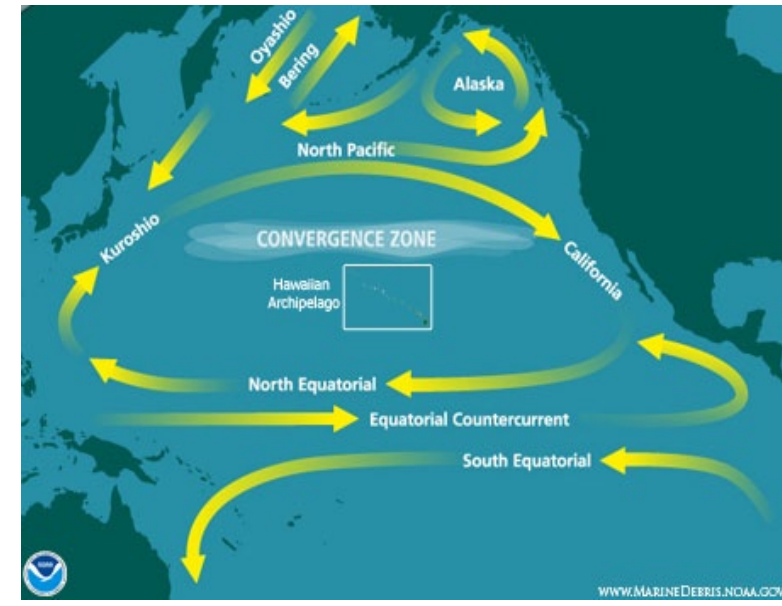 Oyashio
Bering
Alaska
North Pacific
Kuroshio
CONVERGENCE ZONE
California
Hawaiian
Archipelago
North Equatorial
Equatorial Countercurrent
South Equatorial
NOAA
WWW.MARINEDEBRIS.NOAA.GOV